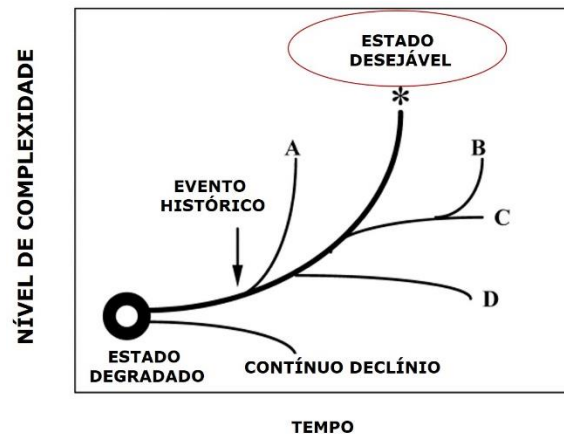 ESTADO
DESEJÁVEL
*
A
B
EVENTO
HISTÓRICO
C
D
ESTADO
DEGRADADO
CONTÍNUO DECLÍNIO
NÍVEL DE COMPLEXIDADE
TEMPO